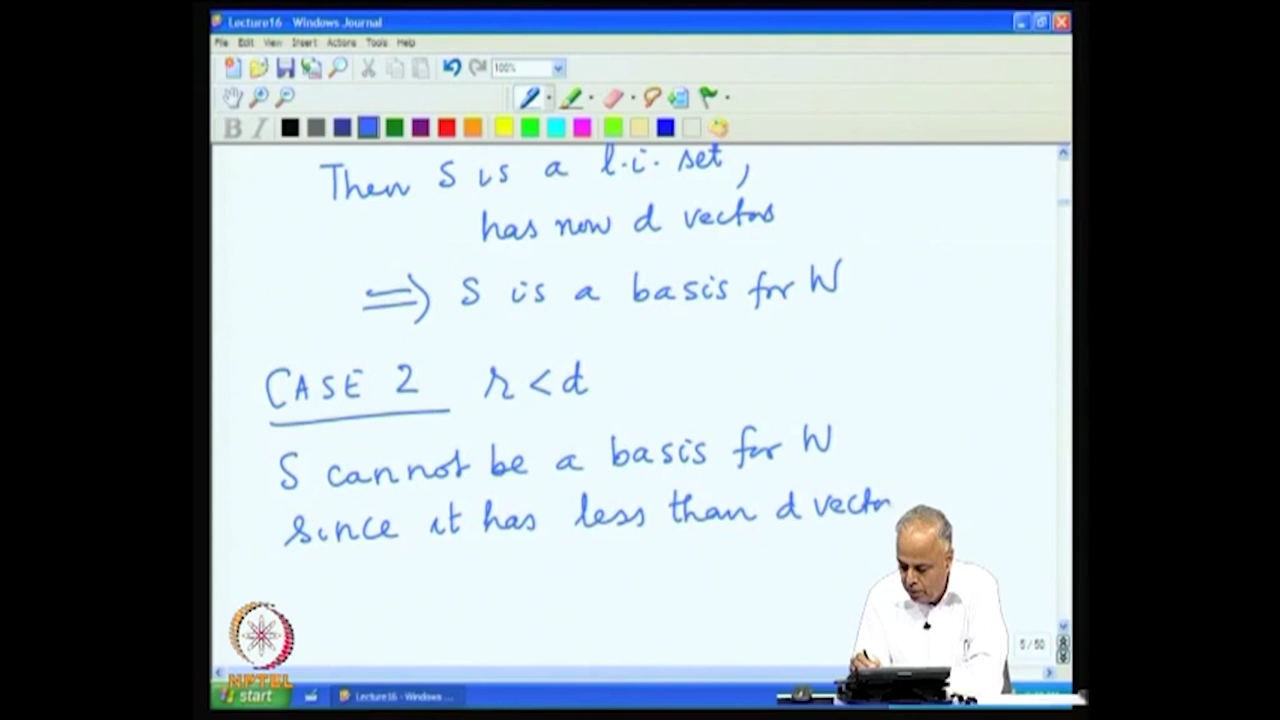 Lecture16 - Windows Journal
File Edit View Insert Actions Tools Help
100%
B I
Then S is a l.i. set,
has now d vectors
⟹ S is a basis for W
CASE 2 r < d
S cannot be a basis for W
since it has less than d vector
5 / 50
NPTEL
start Lecture16 - Windows ...